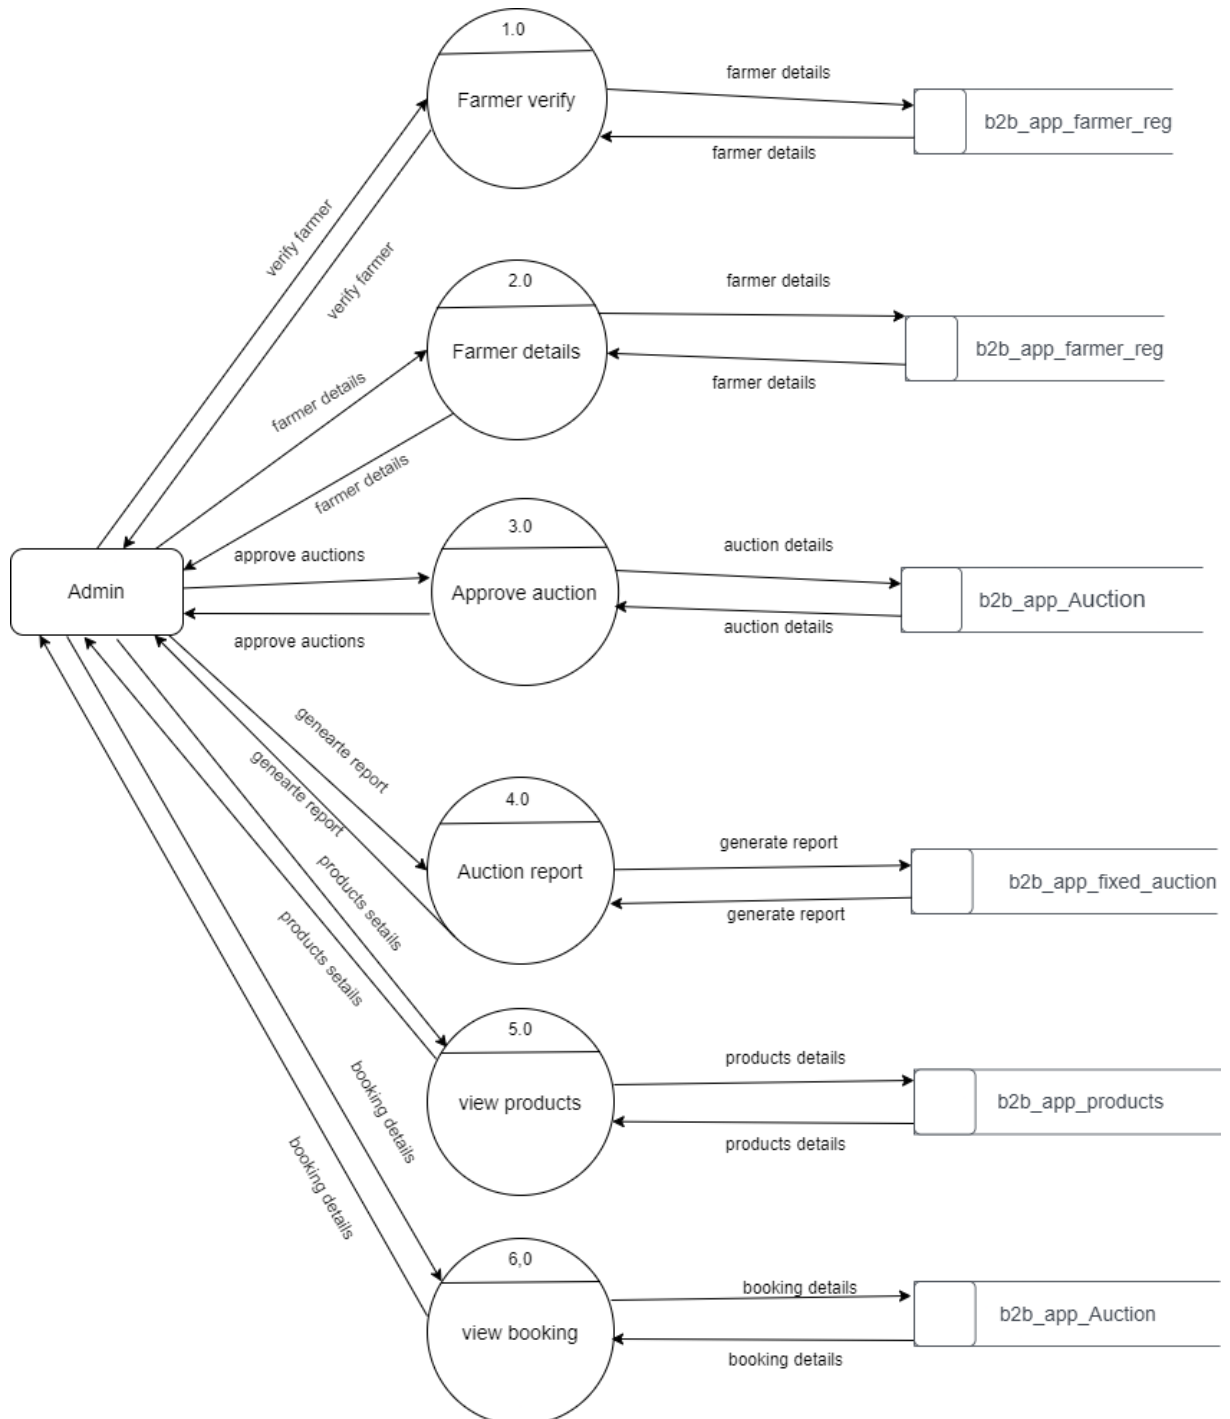 1.0
Farmer verify
farmer details
b2b_app_farmer_reg
farmer details
verify farmer
verify farmer
2.0
Farmer details
farmer details
b2b_app_farmer_reg
farmer details
farmer details
farmer details
Admin
approve auctions
approve auctions
3.0
Approve auction
auction details
b2b_app_Auction
auction details
genearte report
genearte report
4.0
Auction report
generate report
b2b_app_fixed_auction
generate report
products setails
products setails
5.0
view products
products details
b2b_app_products
products details
booking details
booking details
6,0
view booking
booking details
b2b_app_Auction
booking details